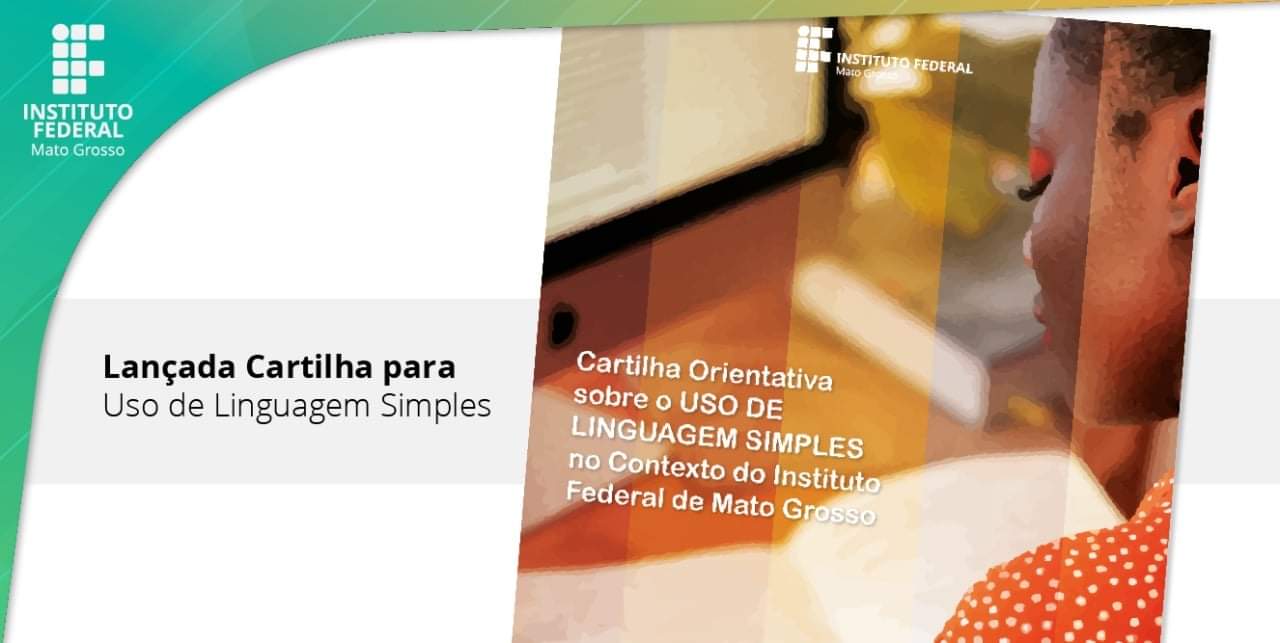 INSTITUTO
FEDERAL
Mato Grosso
INSTITUTO FEDERAL
Mato Grosso
Lançada Cartilha para
Uso de Linguagem Simples
Cartilha Orientativa
sobre o USO DE
LINGUAGEM SIMPLES
no Contexto do Instituto
Federal de Mato Grosso